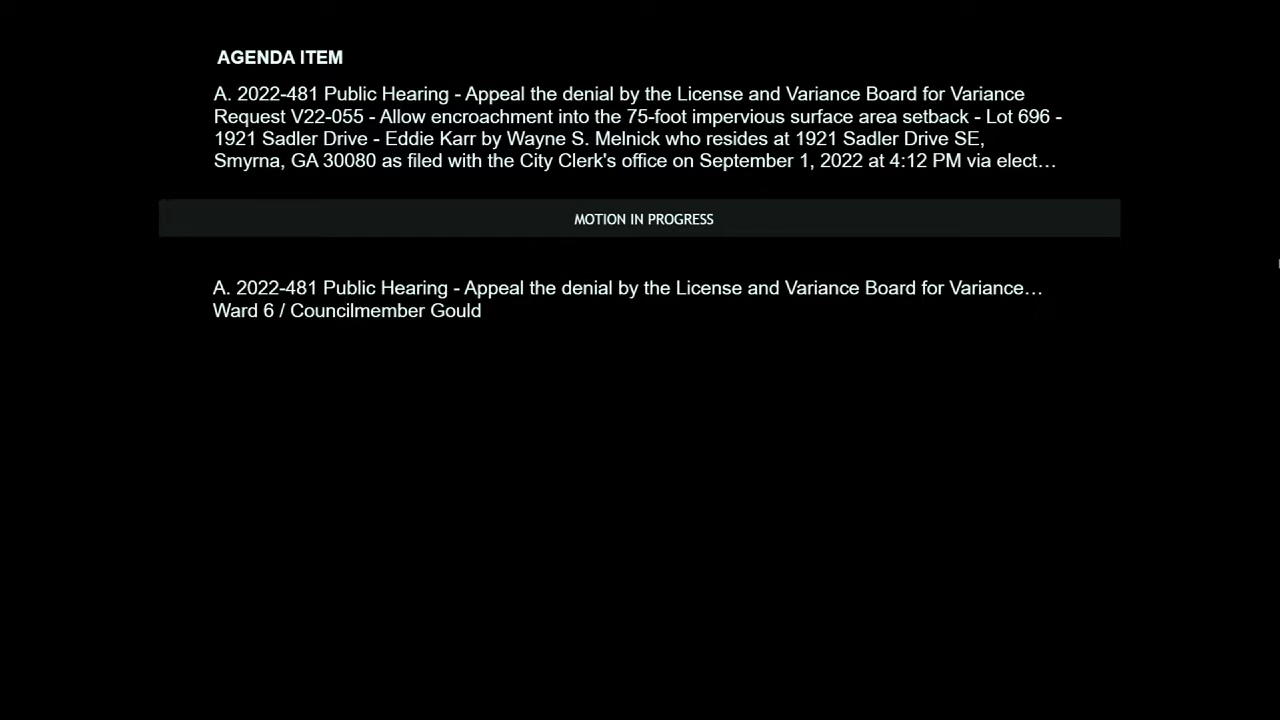 AGENDA ITEM
A. 2022-481 Public Hearing - Appeal the denial by the License and Variance Board for Variance
Request V22-055 - Allow encroachment into the 75-foot impervious surface area setback - Lot 696 -
1921 Sadler Drive - Eddie Karr by Wayne S. Melnick who resides at 1921 Sadler Drive SE,
Smyrna, GA 30080 as filed with the City Clerk's office on September 1, 2022 at 4:12 PM via elect…
MOTION IN PROGRESS
A. 2022-481 Public Hearing - Appeal the denial by the License and Variance Board for Variance…
Ward 6 / Councilmember Gould